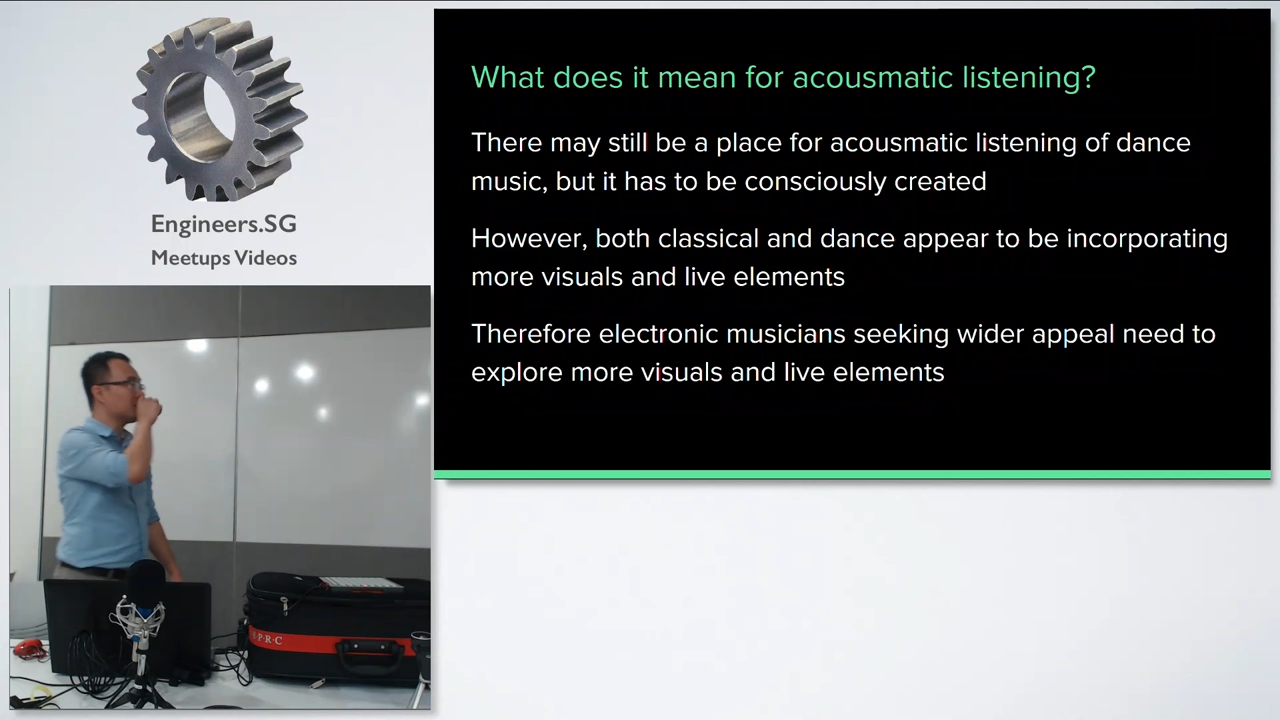 Engineers.SG
Meetups Videos
What does it mean for acousmatic listening?
There may still be a place for acousmatic listening of dance
music, but it has to be consciously created
However, both classical and dance appear to be incorporating
more visuals and live elements
Therefore electronic musicians seeking wider appeal need to
explore more visuals and live elements
P·R·C